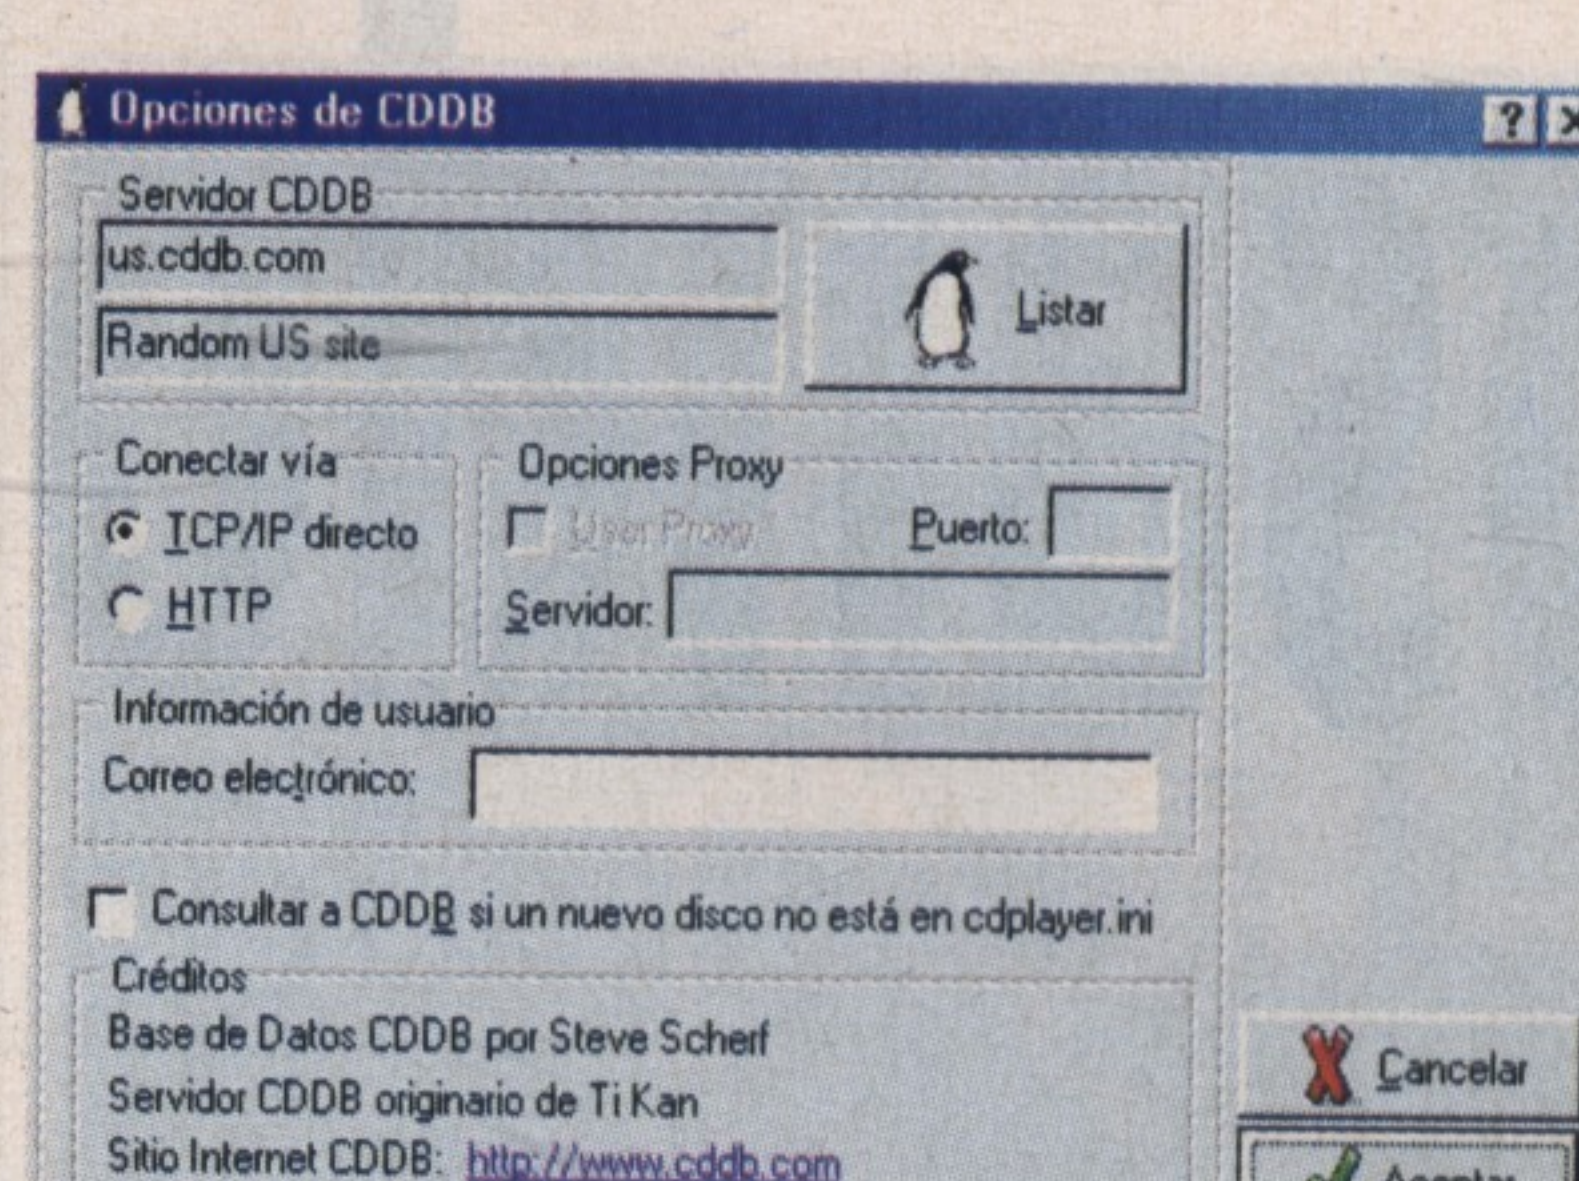 Opciones de CDDB
Servidor CDDB
us.cddb.com
Random US site
Listar
Conectar vía
TCP/IP directo
HTTP
Opciones Proxy
User Proxy
Puerto:
Servidor:
Información de usuario
Correo electrónico:
Consultar a CDDB si un nuevo disco no está en cdplayer.ini
Créditos
Base de Datos CDDB por Steve Scherf
Servidor CDDB originario de Ti Kan
Sitio Internet CDDB: http://www.cddb.com
Cancelar
Aceptar